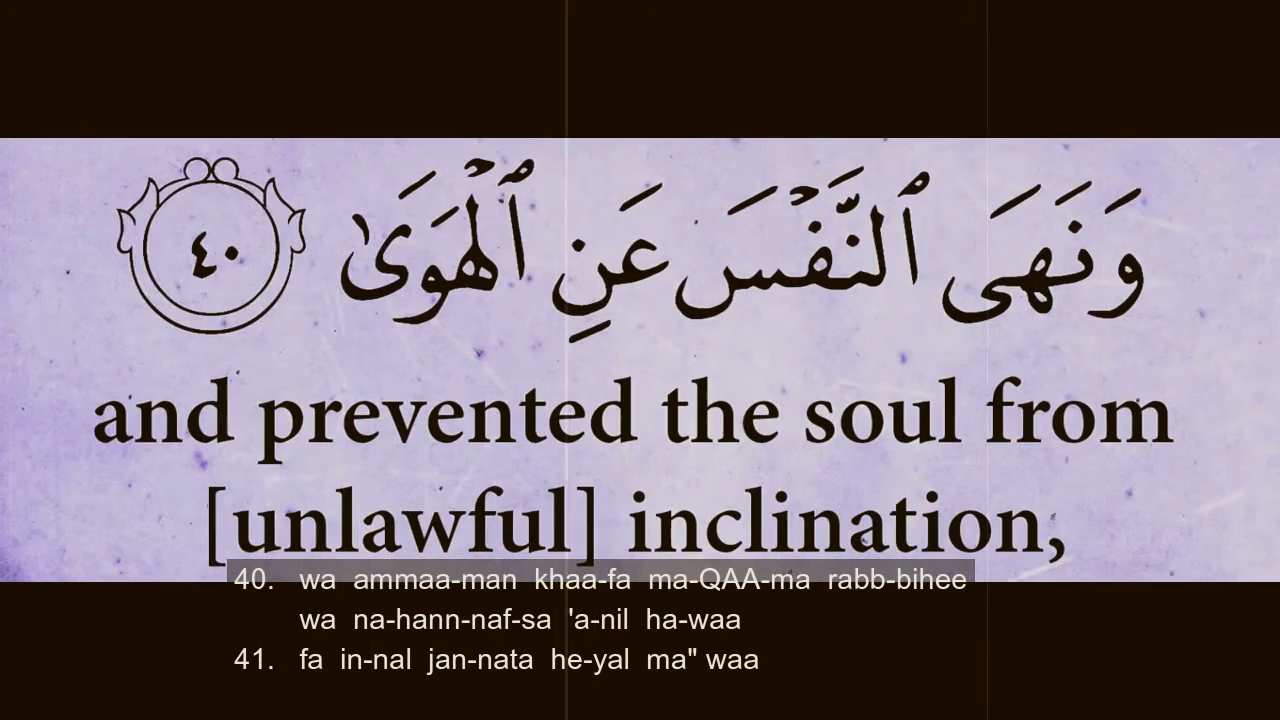 وَنَهَى ٱلنَّفْسَ عَنِ ٱلْهَوَىٰ ٤٠
and prevented the soul from
[unlawful] inclination,
40. wa ammaa-man khaa-fa ma-QAA-ma rabb-bihee
wa na-hann-naf-sa 'a-nil ha-waa
41. fa in-nal jan-nata he-yal ma" waa